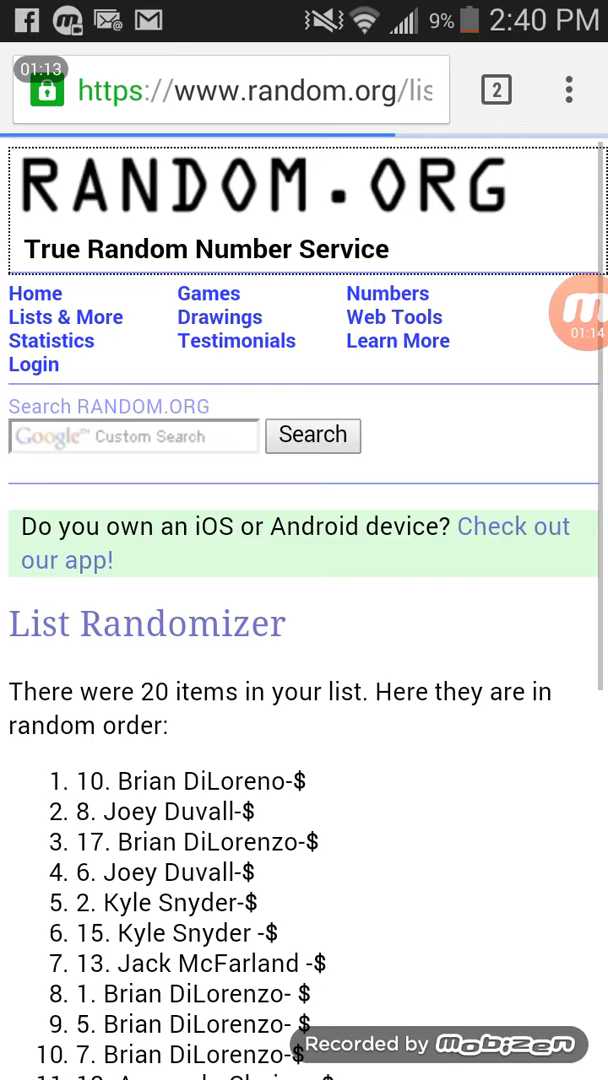 9% 2:40 PM
01:13
https://www.random.org/lis
2
RANDOM.ORG
True Random Number Service
01:14
Home Games Numbers
Lists & More Drawings Web Tools
Statistics Testimonials Learn More
Login
Search RANDOM.ORG
Google™ Custom Search Search
Do you own an iOS or Android device? Check out
our app!
List Randomizer
There were 20 items in your list. Here they are in
random order:
1. 10. Brian DiLoreno-$
2. 8. Joey Duvall-$
3. 17. Brian DiLorenzo-$
4. 6. Joey Duvall-$
5. 2. Kyle Snyder-$
6. 15. Kyle Snyder -$
7. 13. Jack McFarland -$
8. 1. Brian DiLorenzo- $
9. 5. Brian DiLorenzo- $
10. 7. Brian DiLorenzo-$
Recorded by mobizen